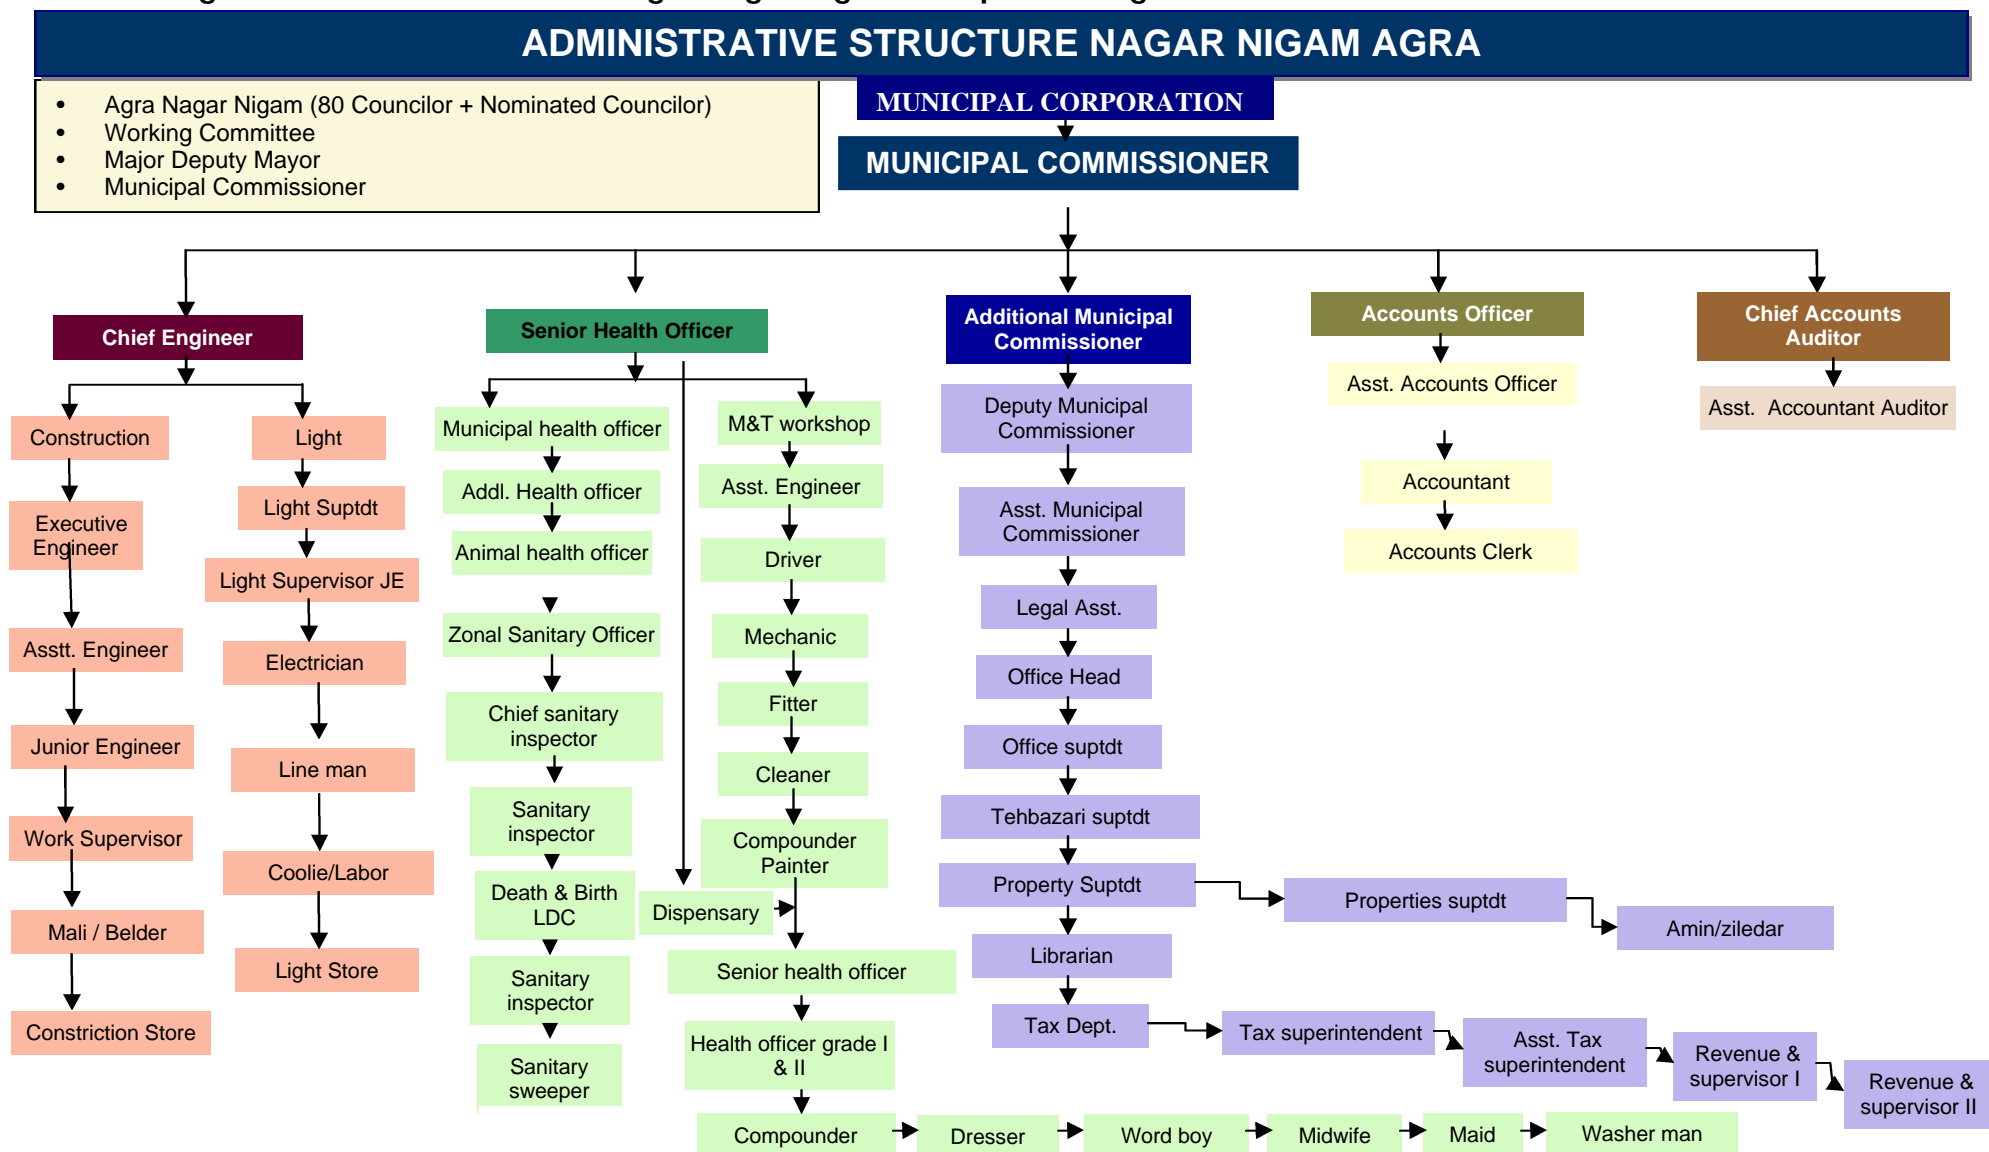 ADMINISTRATIVE STRUCTURE NAGAR NIGAM AGRA
• Agra Nagar Nigam (80 Councilor + Nominated Councilor)
• Working Committee
• Major Deputy Mayor
• Municipal Commissioner
MUNICIPAL CORPORATION
MUNICIPAL COMMISSIONER
Chief Engineer
Construction
Executive
Engineer
Asstt. Engineer
Junior Engineer
Work Supervisor
Mali / Belder
Constriction Store
Light
Light Suptdt
Light Supervisor JE
Electrician
Line man
Coolie/Labor
Light Store
Senior Health Officer
Municipal health officer
Addl. Health officer
Animal health officer
Zonal Sanitary Officer
Chief sanitary
inspector
Sanitary
inspector
Death & Birth
LDC
Sanitary
inspector
Sanitary
sweeper
Dispensary
M&T workshop
Asst. Engineer
Driver
Mechanic
Fitter
Cleaner
Compounder
Painter
Senior health officer
Health officer grade I
& II
Compounder
Dresser
Word boy
Midwife
Maid
Washer man
Additional Municipal
Commissioner
Deputy Municipal
Commissioner
Asst. Municipal
Commissioner
Legal Asst.
Office Head
Office suptdt
Tehbazari suptdt
Property Suptdt
Properties suptdt
Amin/ziledar
Librarian
Tax Dept.
Tax superintendent
Asst. Tax
superintendent
Revenue &
supervisor I
Revenue &
supervisor II
Accounts Officer
Asst. Accounts Officer
Accountant
Accounts Clerk
Chief Accounts
Auditor
Asst. Accountant Auditor